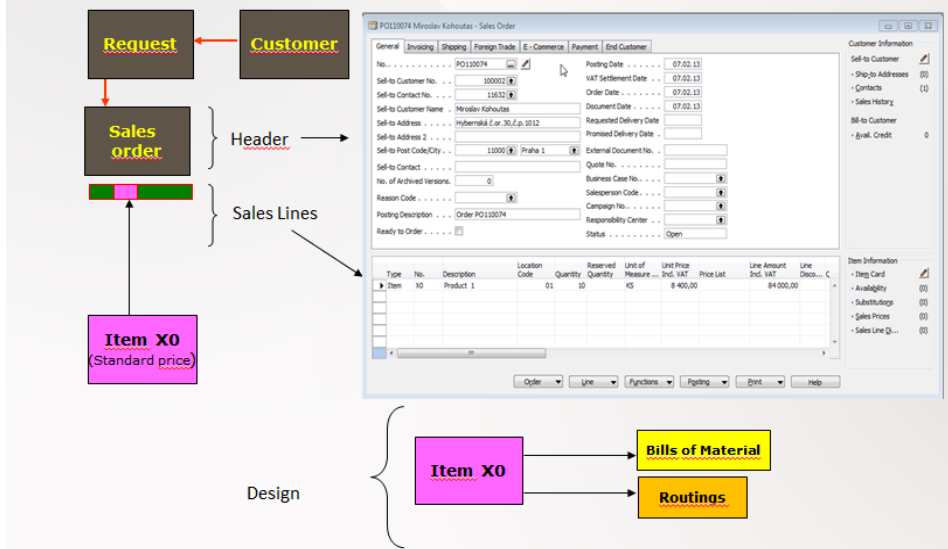 Request
Customer
Sales
order
Header
Sales Lines
Item X0
(Standard price)
PO110074 Miroslav Kohoutas - Sales Order
General Invoicing Shipping Foreign Trade E - Commerce Payment End Customer
No. . . . . . . . . . . . . PO110074
Sell-to Customer No. . . . 100002
Sell-to Contact No. . . . . 11632
Sell-to Customer Name . Miroslav Kohoutas
Sell-to Address . . . . . . Hybernská č.or.30,č.p.1012
Sell-to Address 2 . . . . .
Sell-to Post Code/City . . 11000 Praha 1
Sell-to Contact . . . . . .
No. of Archived Versions. 0
Reason Code . . . . . . .
Posting Description . . . Order PO110074
Ready to Order . . . . . .
Posting Date . . . . . . . 07.02.13
VAT Settlement Date . . 07.02.13
Order Date . . . . . . . . 07.02.13
Document Date . . . . . 07.02.13
Requested Delivery Date
Promised Delivery Date .
External Document No. .
Quote No. . . . . . . . .
Business Case No. . . . .
Salesperson Code . . . .
Campaign No. . . . . . .
Responsibility Center . .
Status . . . . . . . . . . Open
Customer Information
Sell-to Customer
Ship-to Addresses (0)
Contacts (1)
Sales History
Bill-to Customer
Avail. Credit 0
Type No. Description Location Code Quantity Reserved Quantity Unit of Measure ... Unit Price Incl. VAT Price List Line Amount Incl. VAT Line Disco... Q
Item X0 Product 1 01 10 KS 8 400,00 84 000,00
Item Information
Item Card
Availability (0)
Substitutions (0)
Sales Prices (0)
Sales Line Di... (0)
Order Line Functions Posting Print Help
Design
Item X0
Bills of Material
Routings